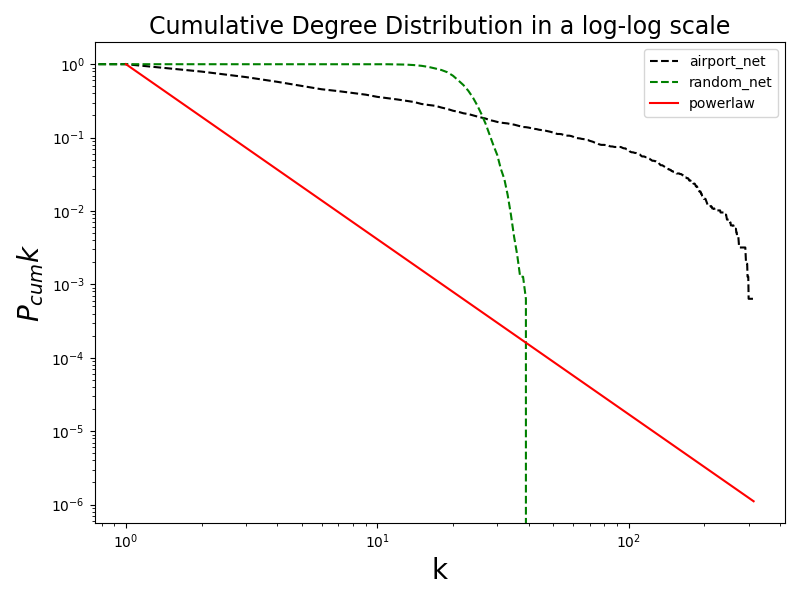 Cumulative Degree Distribution in a log-log scale
airport_net
random_net
powerlaw
10⁰
10⁻¹
10⁻²
10⁻³
10⁻⁴
10⁻⁵
10⁻⁶
P_cum k
10⁰ 10¹ 10²
k